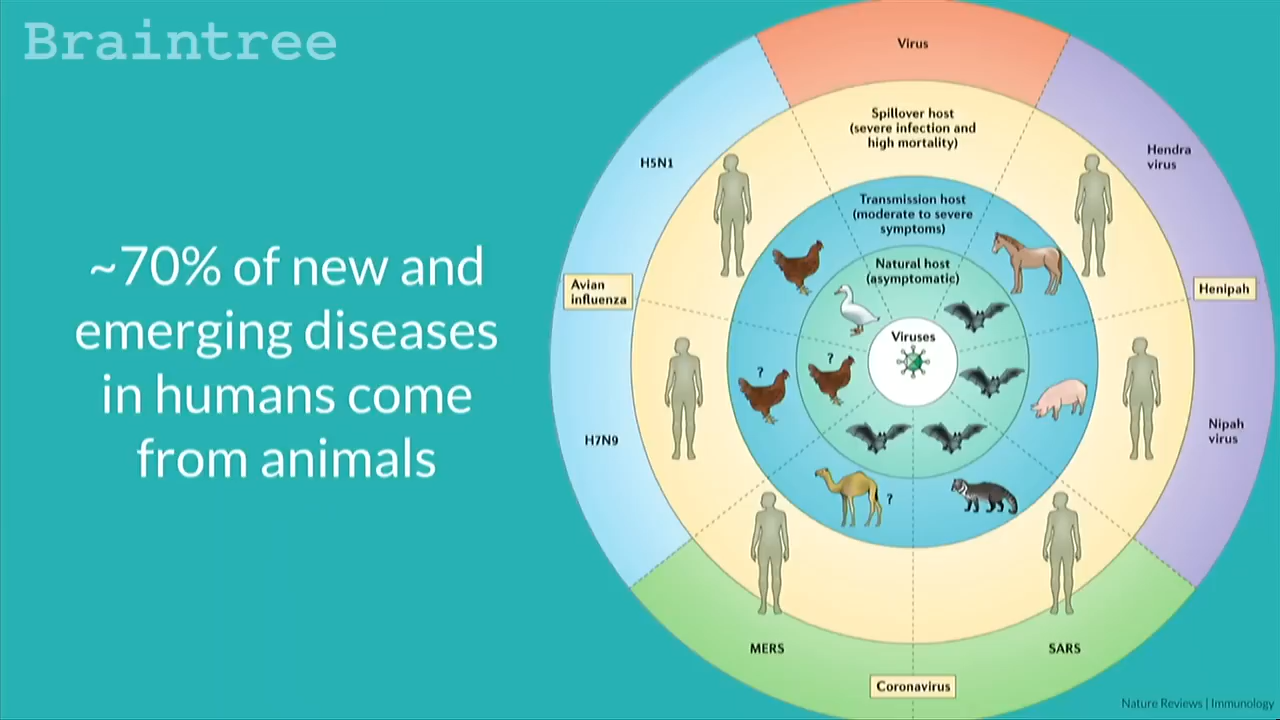 Braintree
~70% of new and
emerging diseases
in humans come
from animals
Virus
Spillover host
(severe infection and
high mortality)
Transmission host
(moderate to severe
symptoms)
Natural host
(asymptomatic)
Viruses
H5N1
Hendra
virus
Avian
influenza
Henipah
?
?
H7N9
Nipah
virus
?
MERS
SARS
Coronavirus
Nature Reviews | Immunology